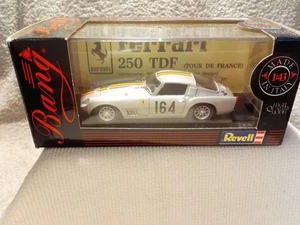 Ferrari
250 TDF (TOUR DE FRANCE)
Bang
164
1:43
MADE IN ITALY
Revell